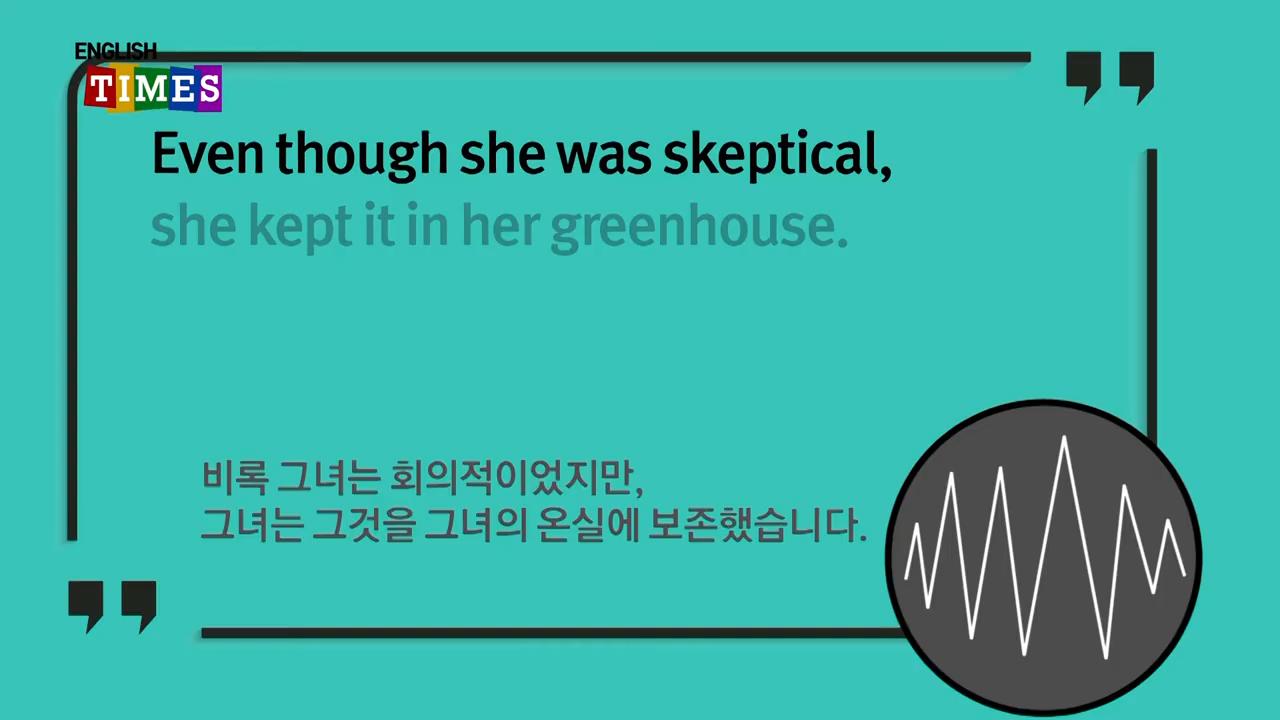 ENGLISH
TIMES
Even though she was skeptical,
she kept it in her greenhouse.
비록 그녀는 회의적이었지만,
그녀는 그것을 그녀의 온실에 보존했습니다.